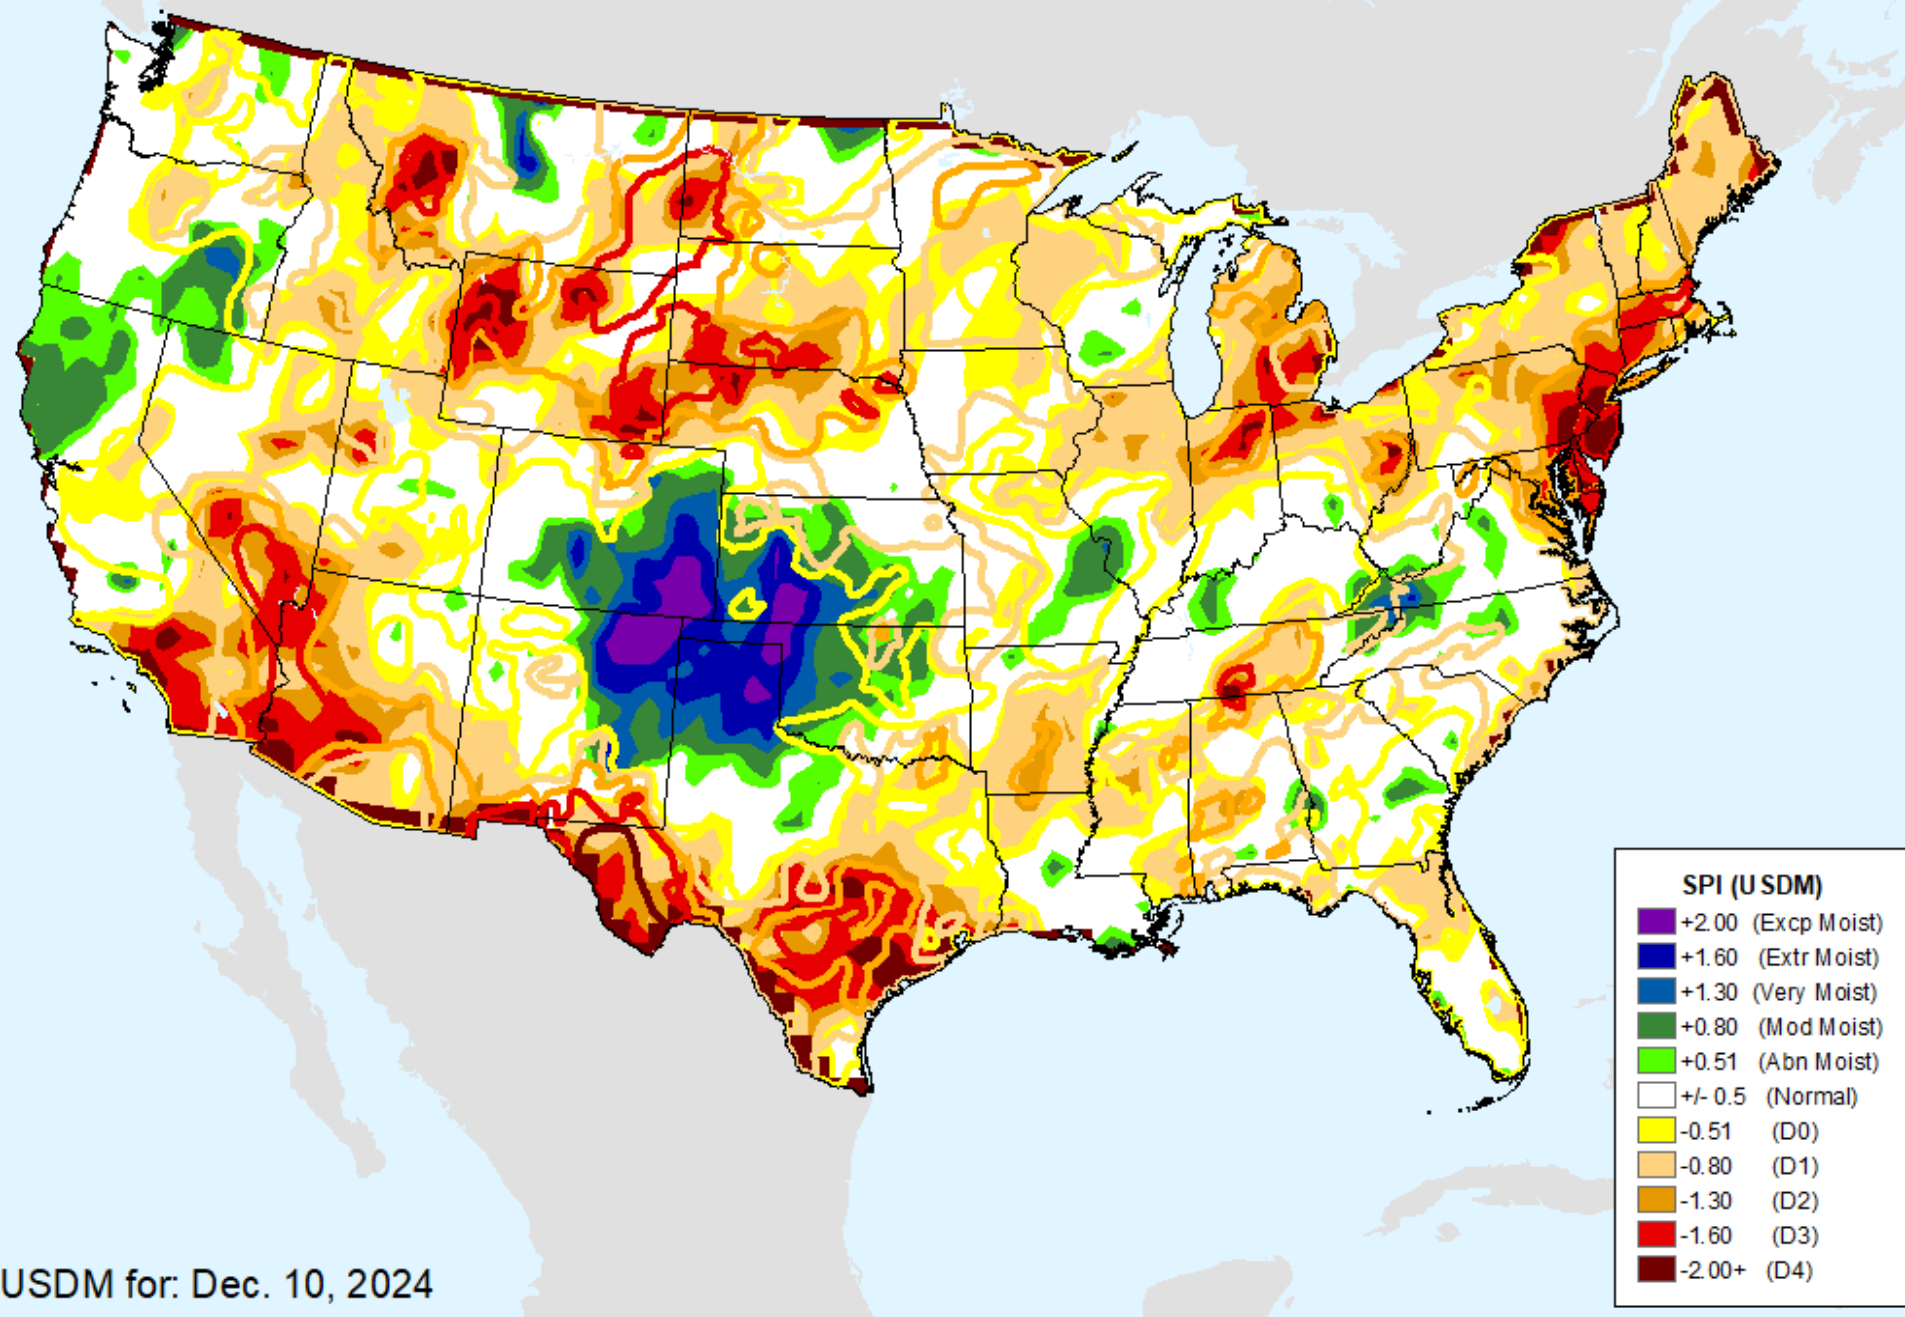 SPI (USDM)
+2.00 (Excp Moist)
+1.60 (Extr Moist)
+1.30 (Very Moist)
+0.80 (Mod Moist)
+0.51 (Abn Moist)
+/- 0.5 (Normal)
-0.51 (D0)
-0.80 (D1)
-1.30 (D2)
-1.60 (D3)
-2.00+ (D4)
USDM for: Dec. 10, 2024